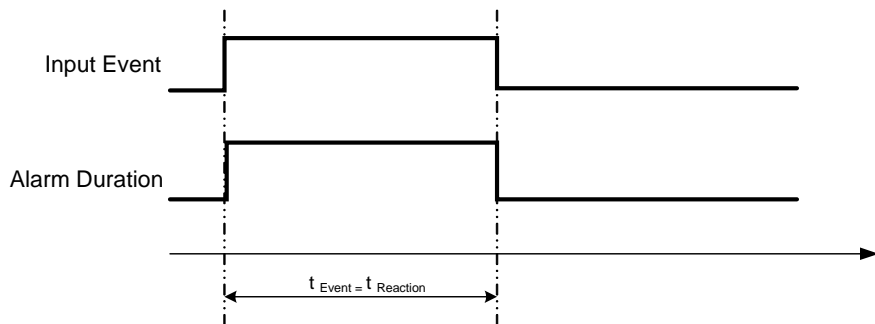 Input Event
Alarm Duration
t Event = t Reaction